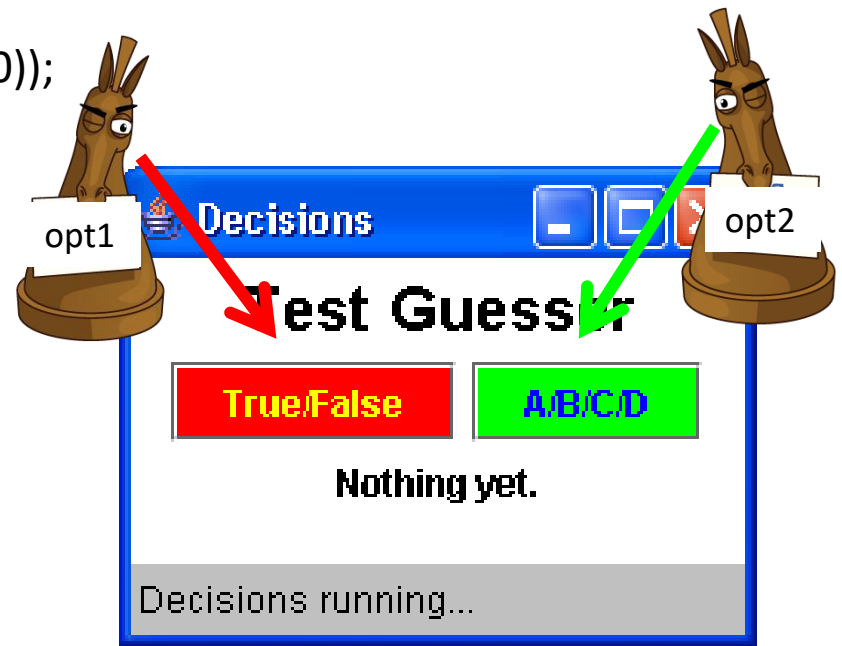 0));
opt1
Decisions
opt2
Test Guesser
True/False
A/B/C/D
Nothing yet.
Decisions running...